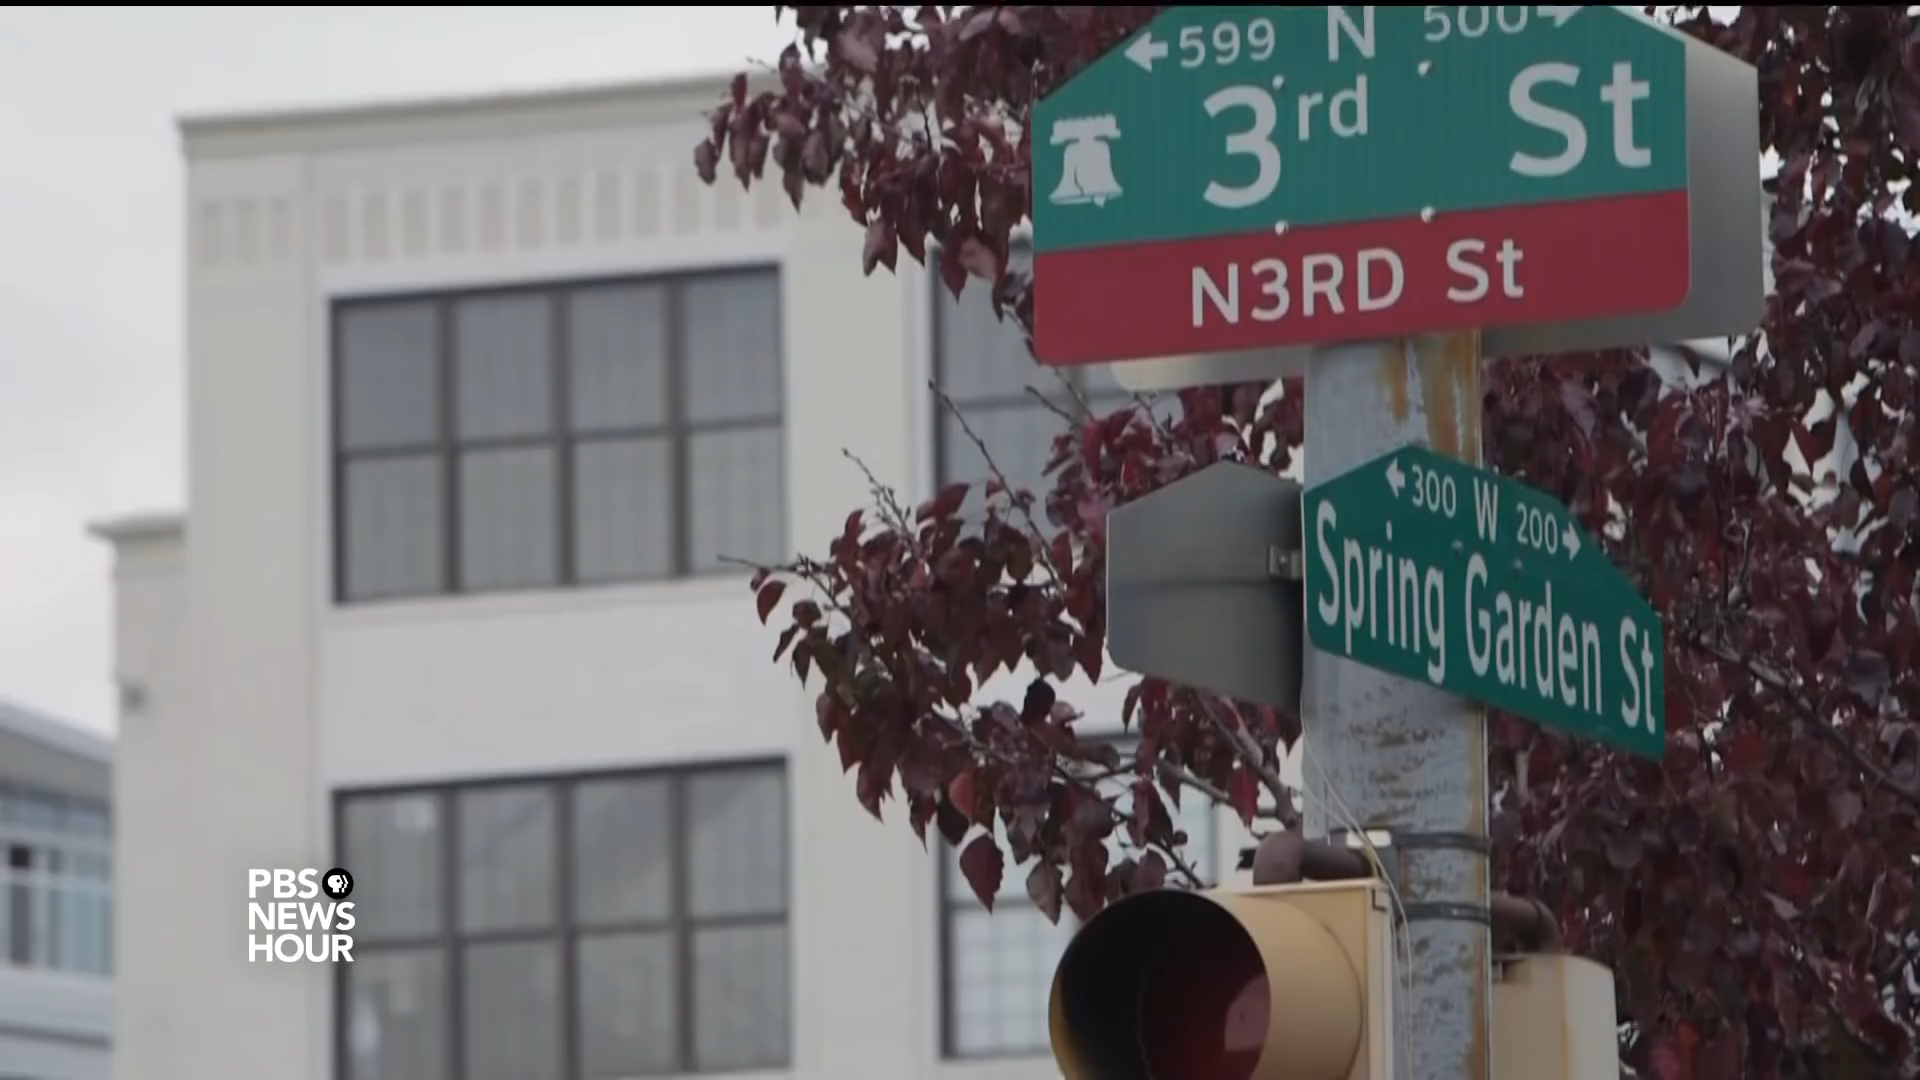 ←599 N 500→
3rd St
N3RD St
←300 W 200→
Spring Garden St
PBS
NEWS
HOUR